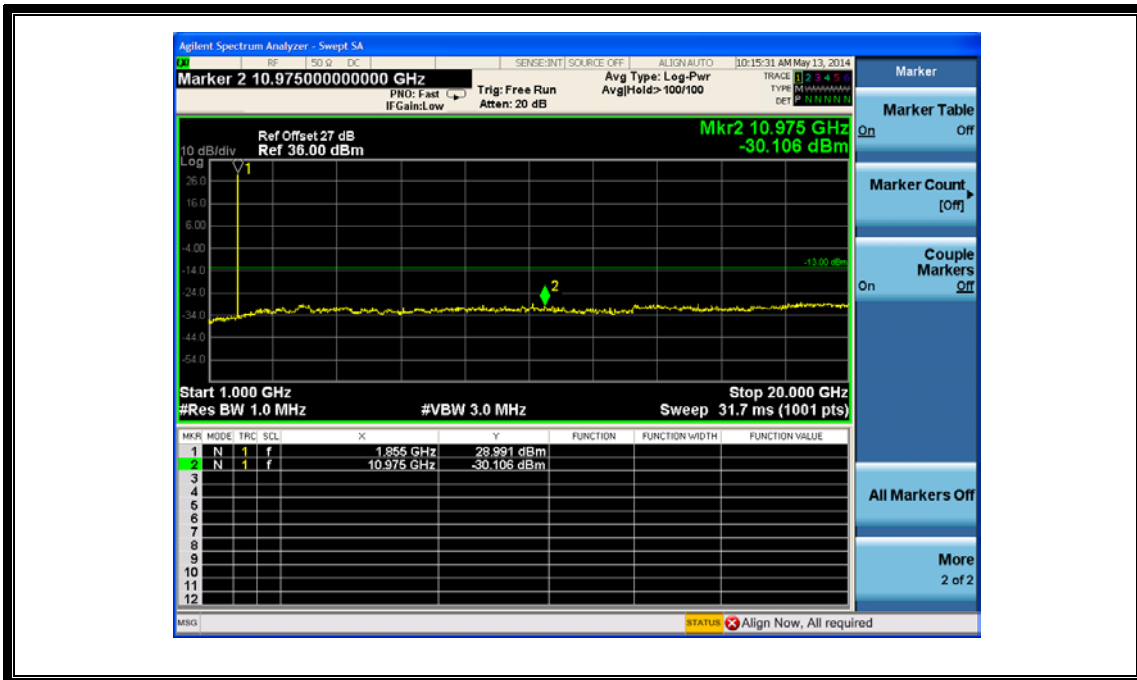 Agilent Spectrum Analyzer - Swept SA
RF 50 Ω DC SENSE:INT SOURCE OFF ALIGN AUTO 10:15:31 AM May 13, 2014
Marker 2 10.975000000000 GHz
PNO: Fast
IFGain:Low
Trig: Free Run
Atten: 20 dB
Avg Type: Log-Pwr
Avg|Hold:> 100/100
TRACE 1 2 3 4 5 6
TYPE M
DET P N N N N N
Ref Offset 27 dB
Ref 36.00 dBm
10 dB/div
Log
Mkr2 10.975 GHz
-30.106 dBm
1
26.0
16.0
6.00
-4.00
-13.00 dBm
-14.0
2
-24.0
-34.0
-44.0
-54.0
Start 1.000 GHz Stop 20.000 GHz
#Res BW 1.0 MHz #VBW 3.0 MHz Sweep 31.7 ms (1001 pts)
MKR MODE TRC SCL X Y FUNCTION FUNCTION WIDTH FUNCTION VALUE
1 N 1 f 1.855 GHz 28.991 dBm
2 N 1 f 10.975 GHz -30.106 dBm
3
4
5
6
7
8
9
10
11
12
MSG STATUS Align Now, All required
Marker
Marker Table
On Off
Marker Count
[Off]
Couple
Markers
On Off
All Markers Off
More
2 of 2